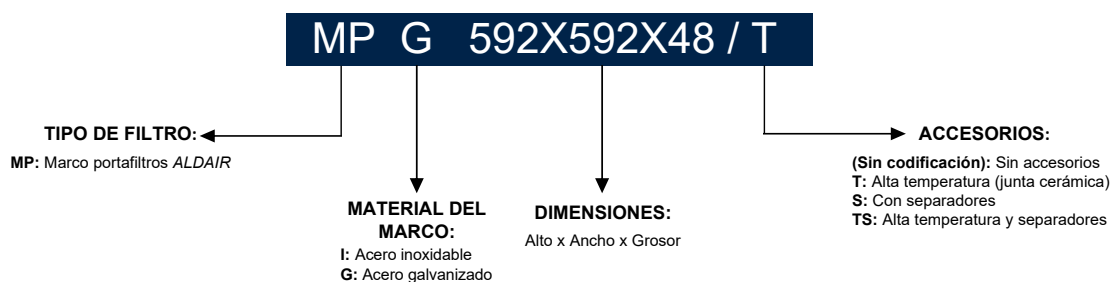 MP G 592X592X48 / T
TIPO DE FILTRO:
MP: Marco portafiltros ALDAIR
MATERIAL DEL
MARCO:
I: Acero inoxidable
G: Acero galvanizado
DIMENSIONES:
Alto x Ancho x Grosor
ACCESORIOS:
(Sin codificación): Sin accesorios
T: Alta temperatura (junta cerámica)
S: Con separadores
TS: Alta temperatura y separadores